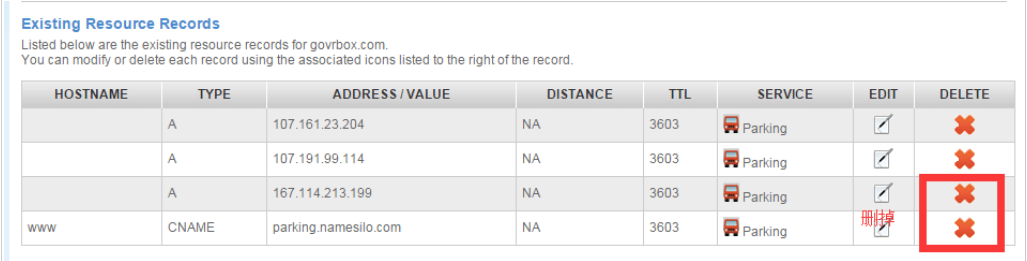 Existing Resource Records
Listed below are the existing resource records for govrbox.com.
You can modify or delete each record using the associated icons listed to the right of the record.
HOSTNAME TYPE ADDRESS / VALUE DISTANCE TTL SERVICE EDIT DELETE
A 107.161.23.204 NA 3603 Parking
A 107.191.99.114 NA 3603 Parking
A 167.114.213.199 NA 3603 Parking
删掉
www CNAME parking.namesilo.com NA 3603 Parking